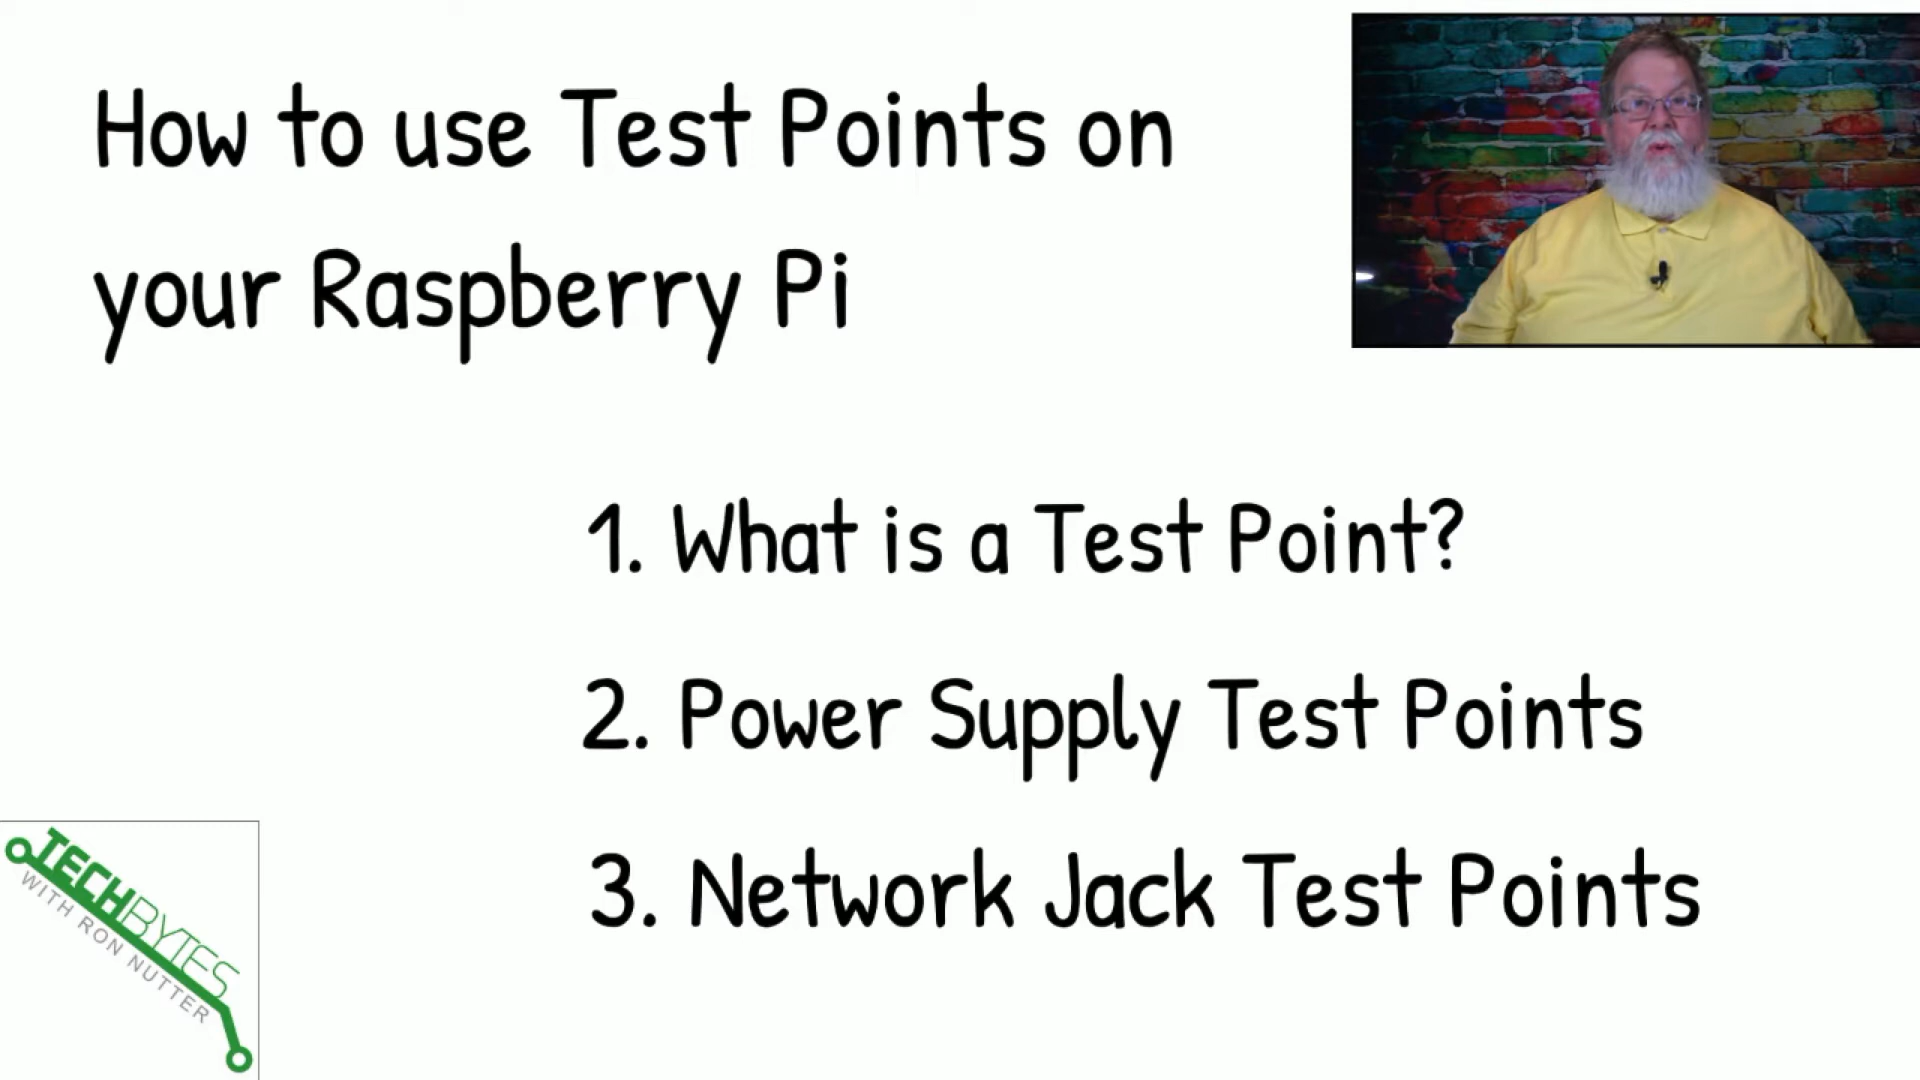 How to use Test Points on
your Raspberry Pi
1. What is a Test Point?
2. Power Supply Test Points
3. Network Jack Test Points
TECHBYTES
WITH RON NUTTER